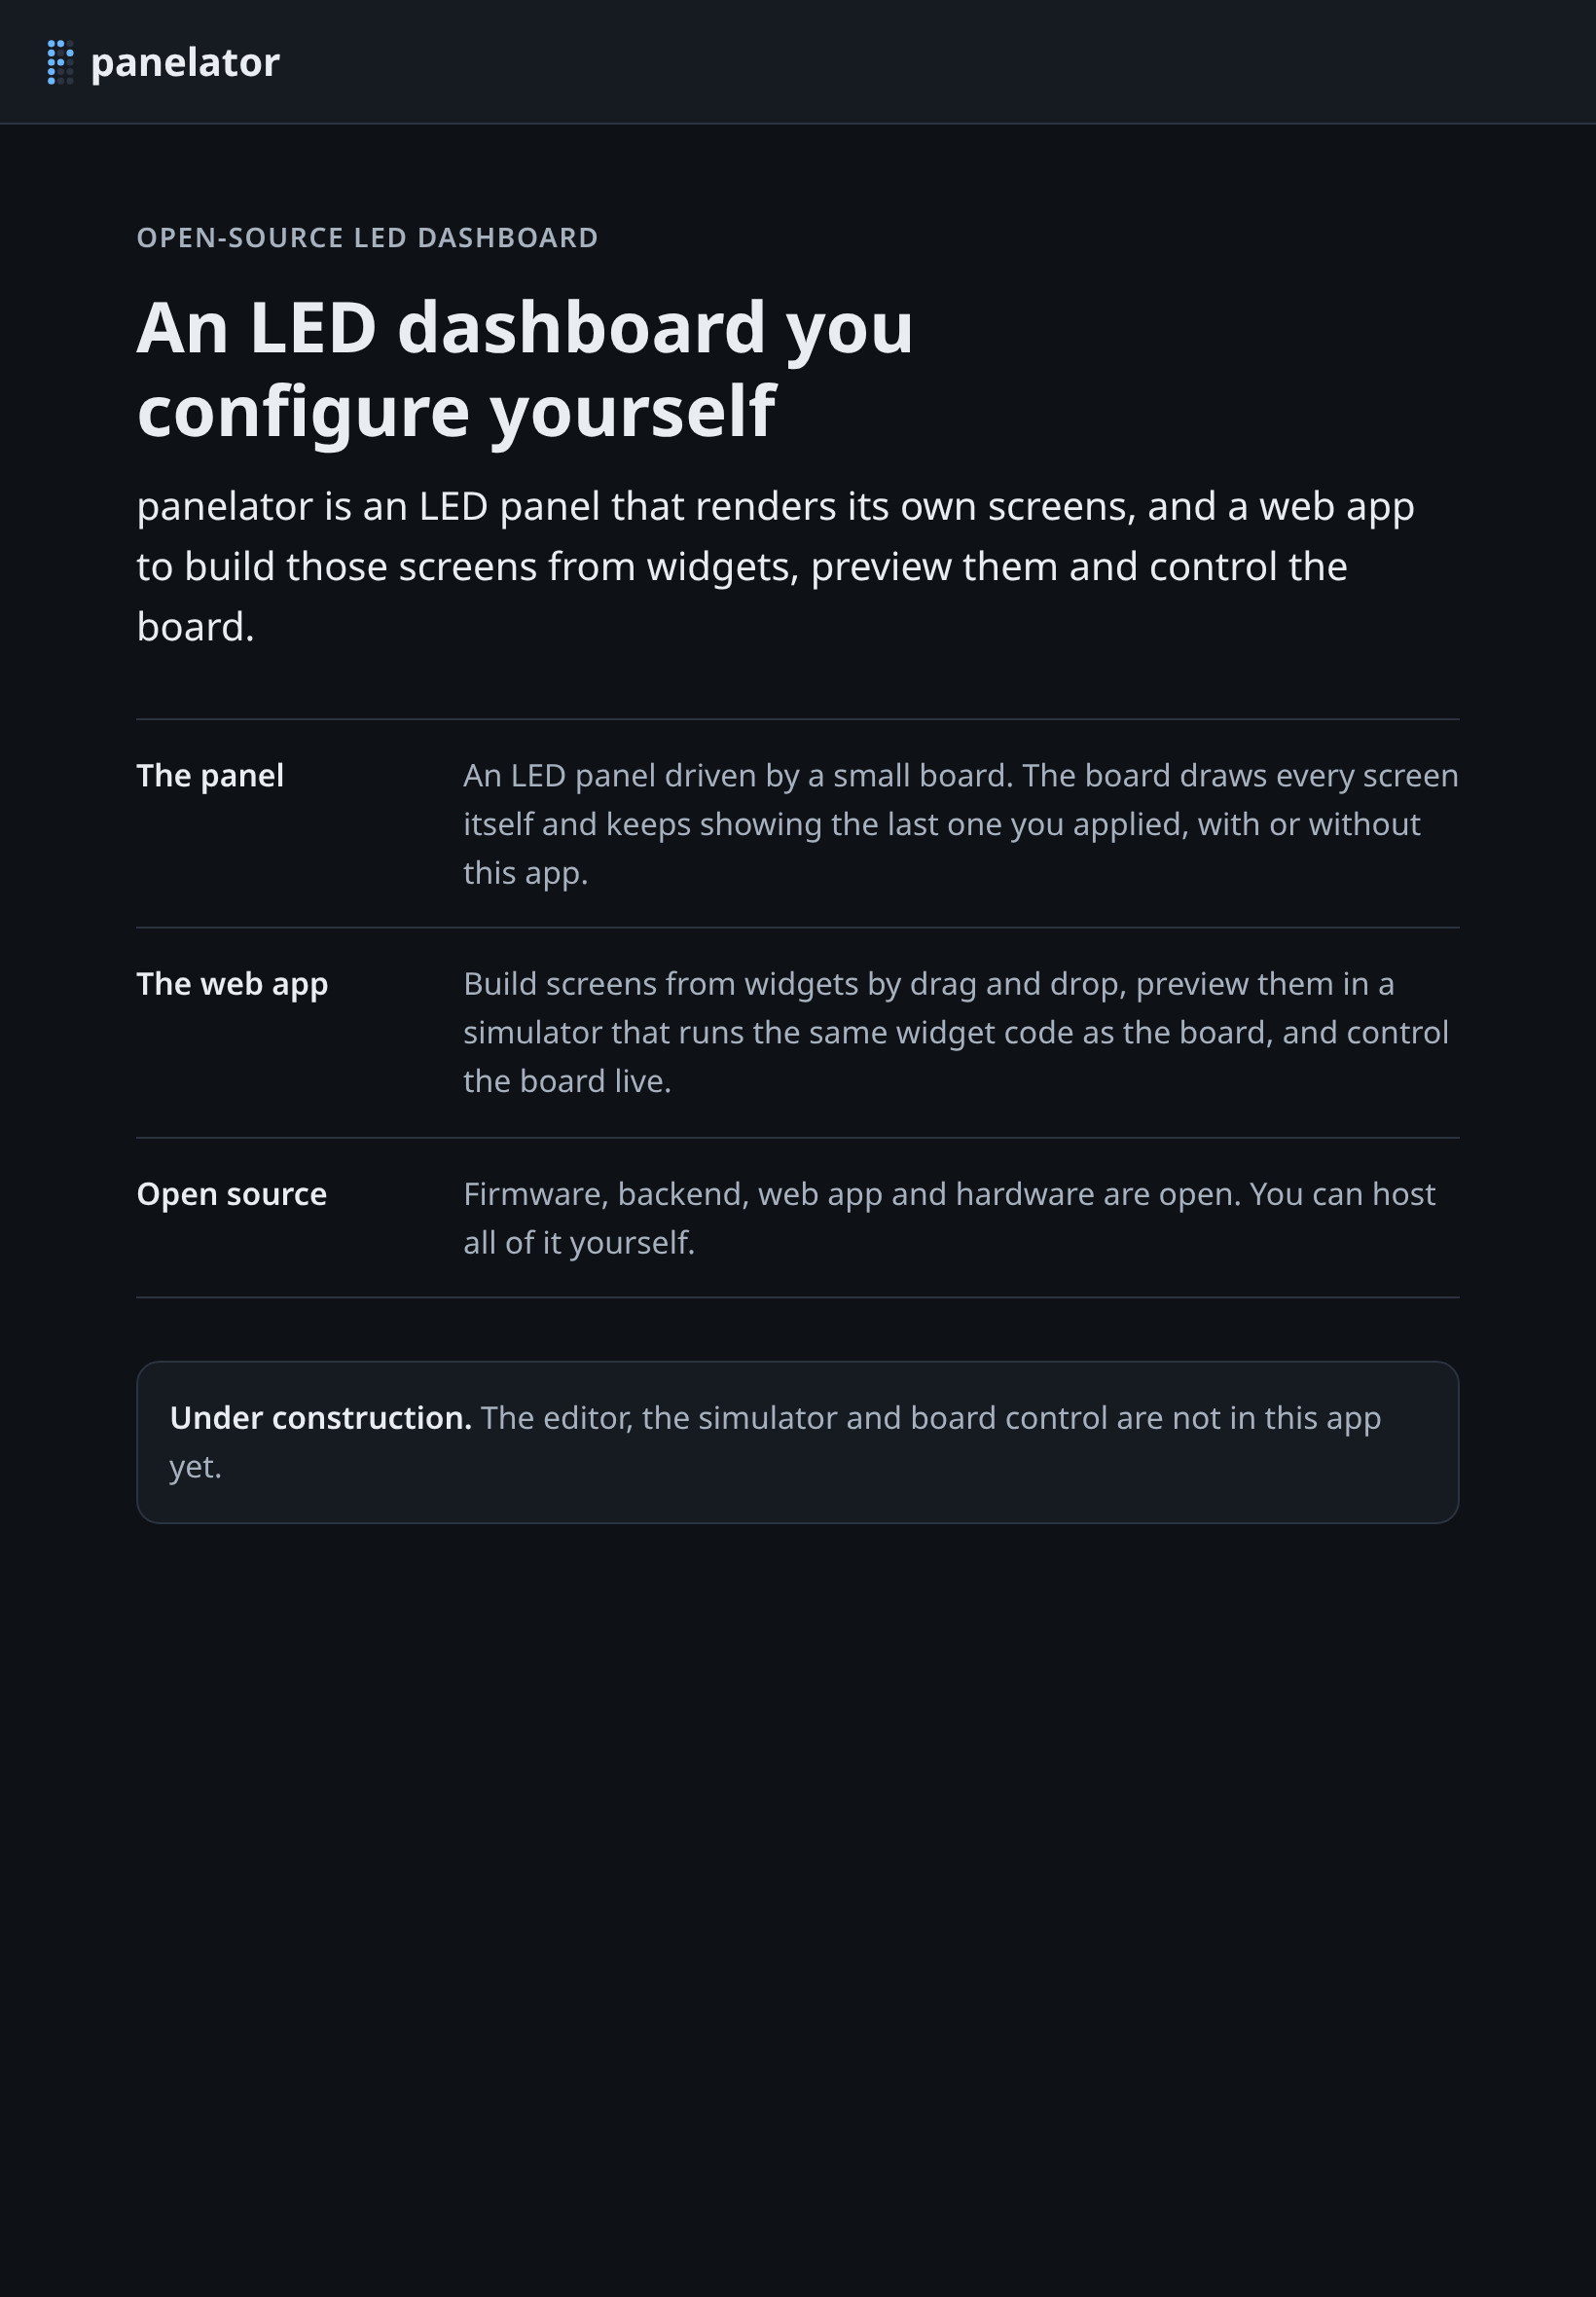 panelator
OPEN-SOURCE LED DASHBOARD
An LED dashboard you
configure yourself
panelator is an LED panel that renders its own screens, and a web app
to build those screens from widgets, preview them and control the
board.
The panel
An LED panel driven by a small board. The board draws every screen
itself and keeps showing the last one you applied, with or without
this app.
The web app
Build screens from widgets by drag and drop, preview them in a
simulator that runs the same widget code as the board, and control
the board live.
Open source
Firmware, backend, web app and hardware are open. You can host
all of it yourself.
Under construction. The editor, the simulator and board control are not in this app
yet.